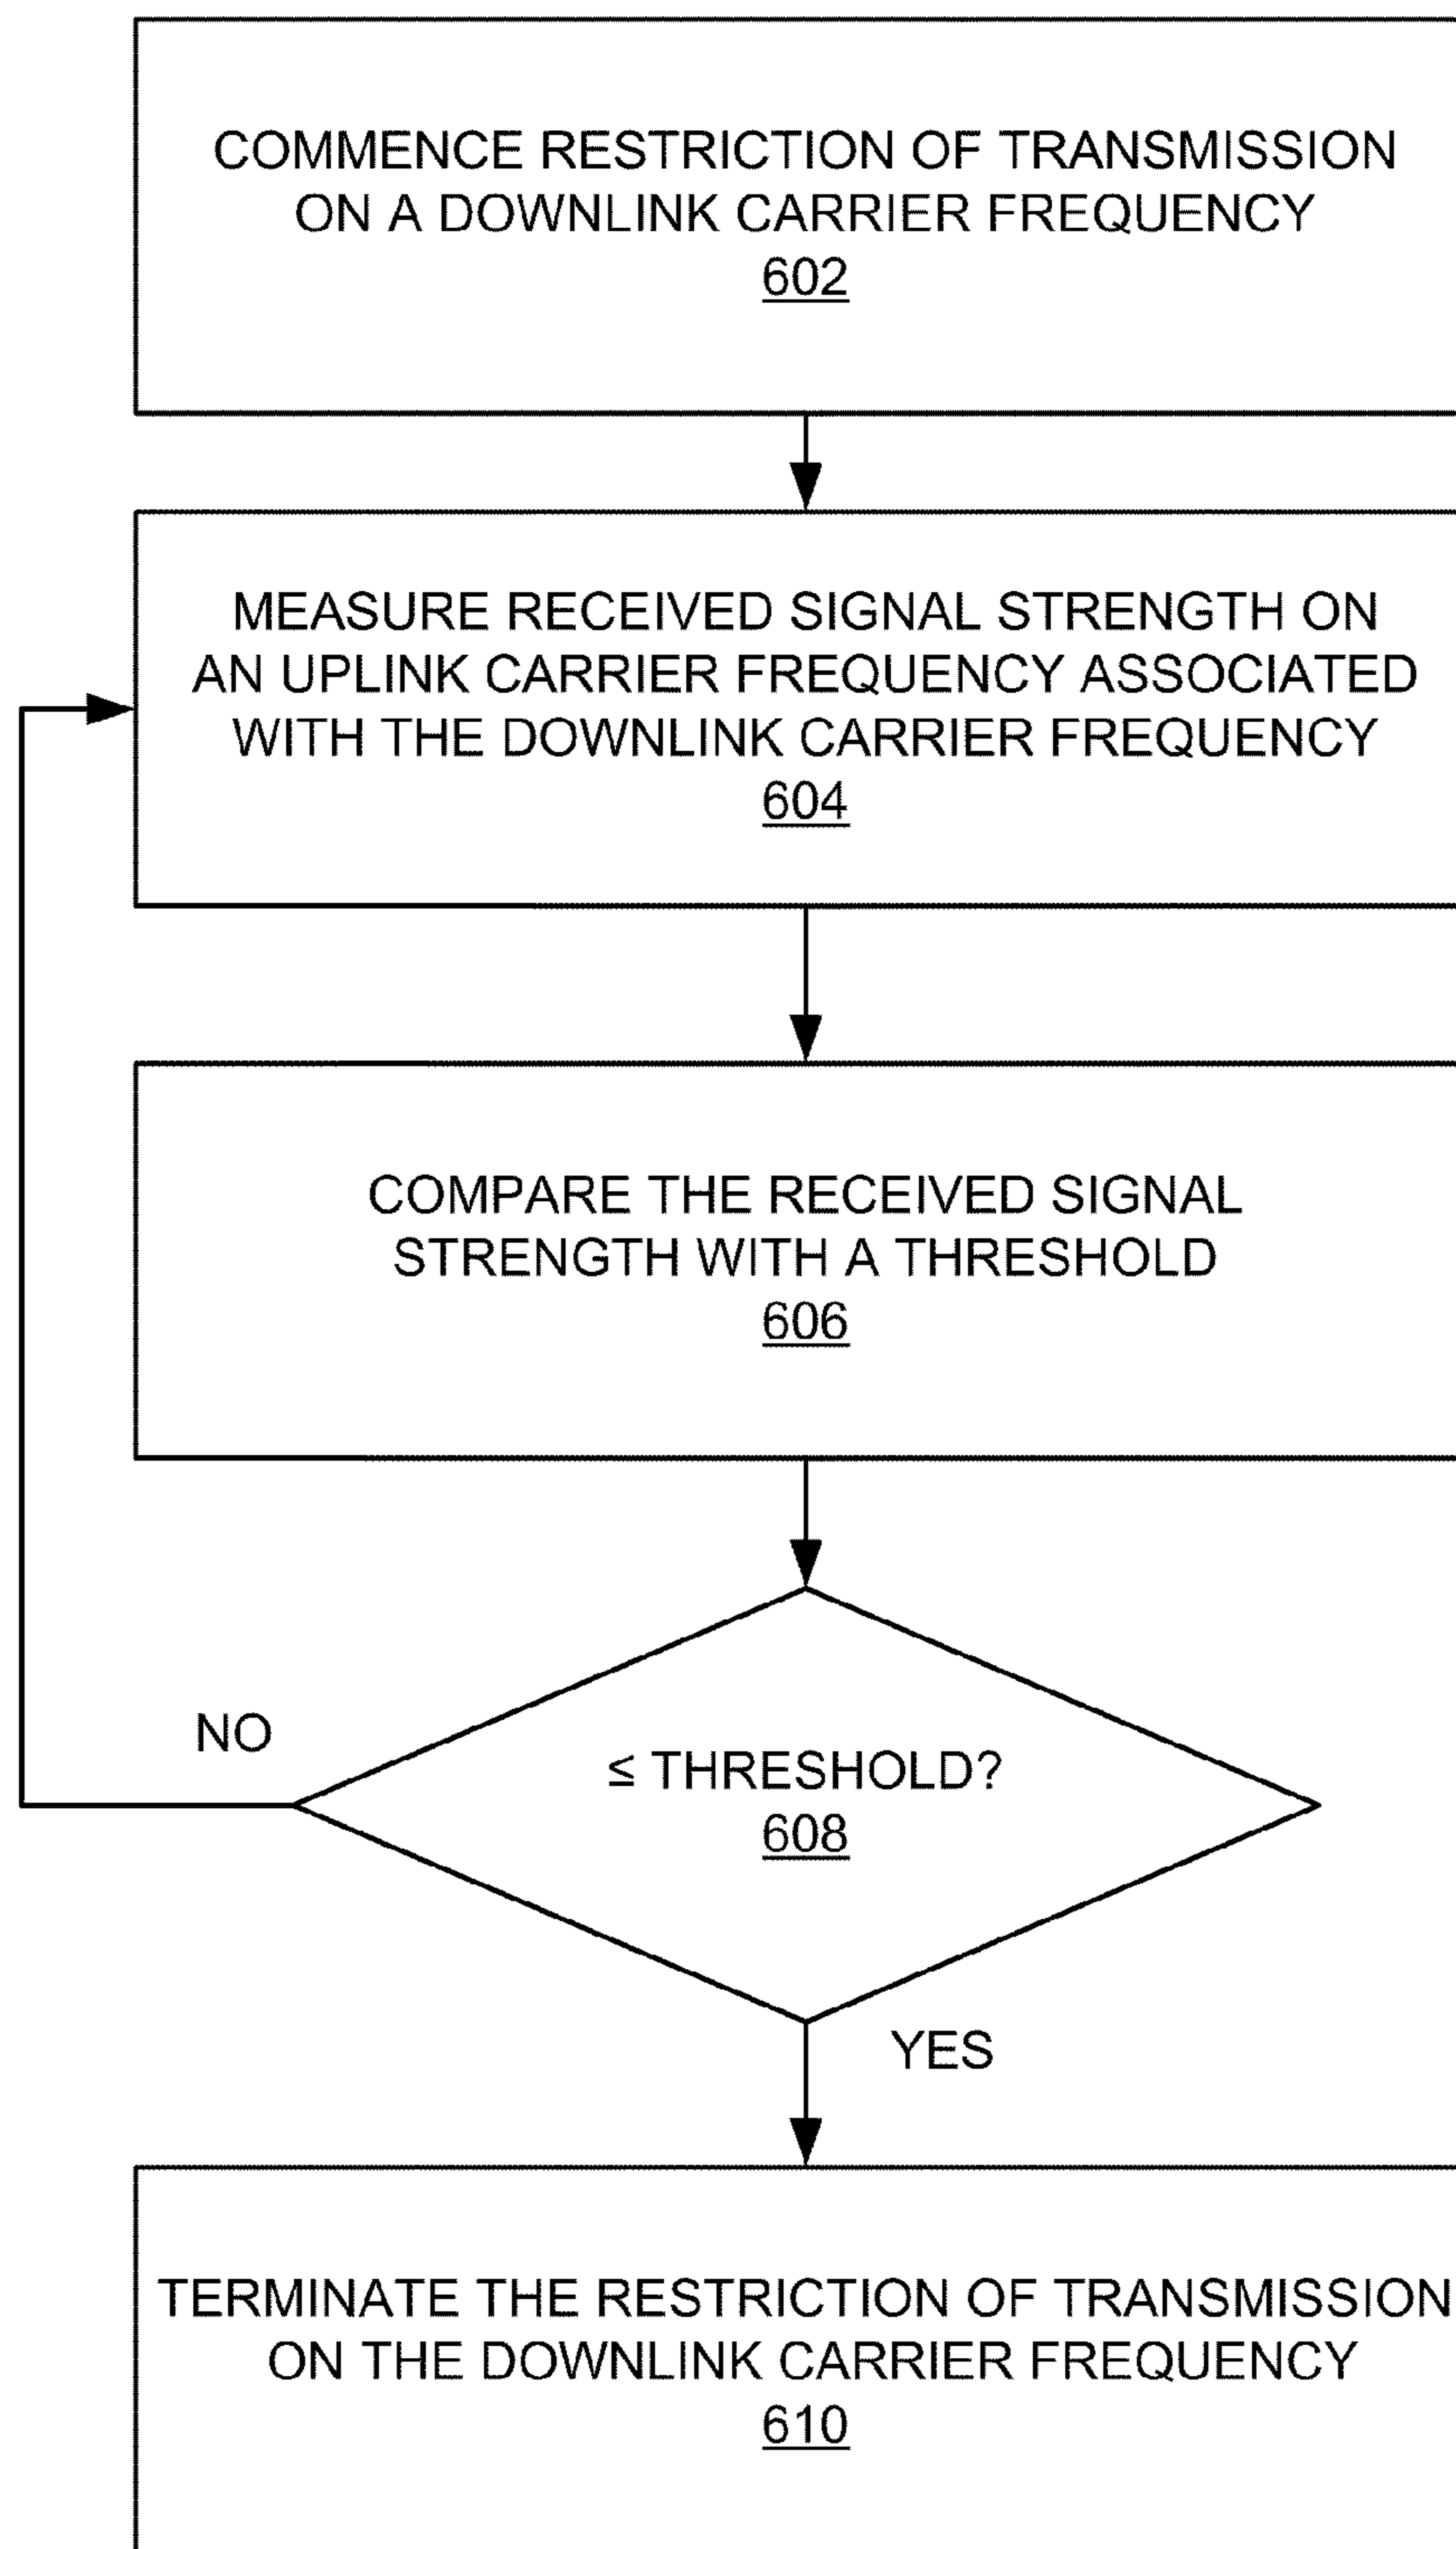 COMMENCE RESTRICTION OF TRANSMISSION
ON A DOWNLINK CARRIER FREQUENCY
602
MEASURE RECEIVED SIGNAL STRENGTH ON
AN UPLINK CARRIER FREQUENCY ASSOCIATED
WITH THE DOWNLINK CARRIER FREQUENCY
604
COMPARE THE RECEIVED SIGNAL
STRENGTH WITH A THRESHOLD
606
NO
≤ THRESHOLD?
608
YES
TERMINATE THE RESTRICTION OF TRANSMISSION
ON THE DOWNLINK CARRIER FREQUENCY
610